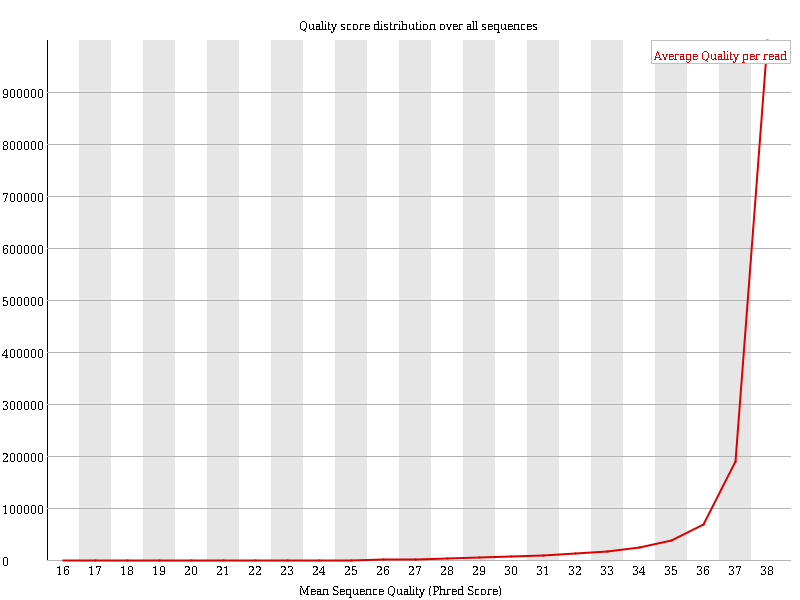 Quality score distribution over all sequences
Average Quality per read
900000
800000
700000
600000
500000
400000
300000
200000
100000
0
16 17 18 19 20 21 22 23 24 25 26 27 28 29 30 31 32 33 34 35 36 37 38
Mean Sequence Quality (Phred Score)